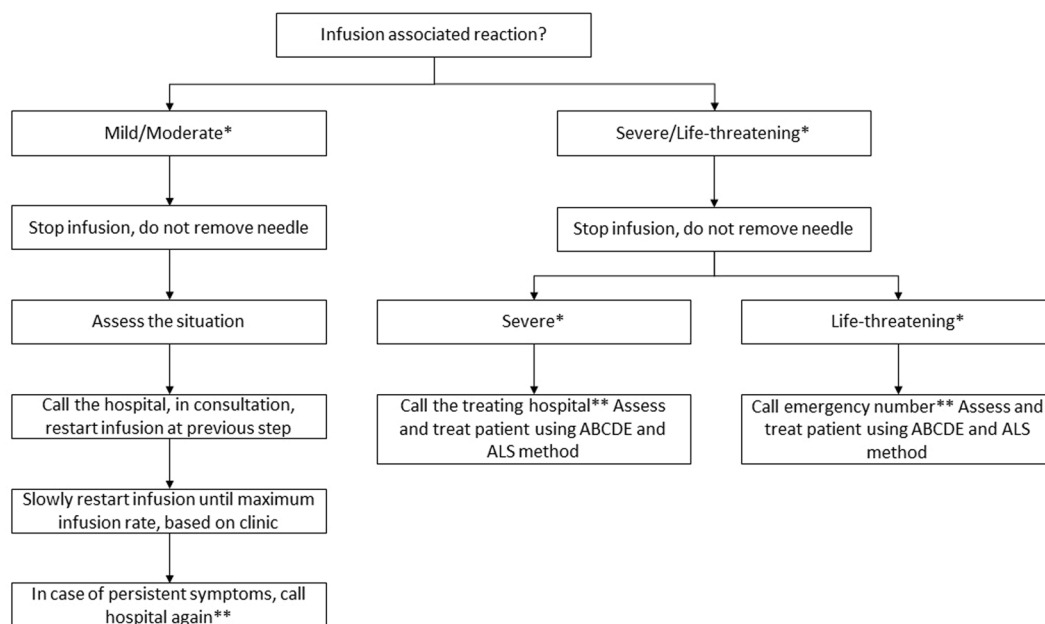 Infusion associated reaction?
Mild/Moderate*
Severe/Life-threatening*
Stop infusion, do not remove needle
Stop infusion, do not remove needle
Assess the situation
Severe*
Life-threatening*
Call the hospital, in consultation,
restart infusion at previous step
Call the treating hospital** Assess
and treat patient using ABCDE and
ALS method
Call emergency number** Assess and
treat patient using ABCDE and ALS
method
Slowly restart infusion until maximum
infusion rate, based on clinic
In case of persistent symptoms, call
hospital again**